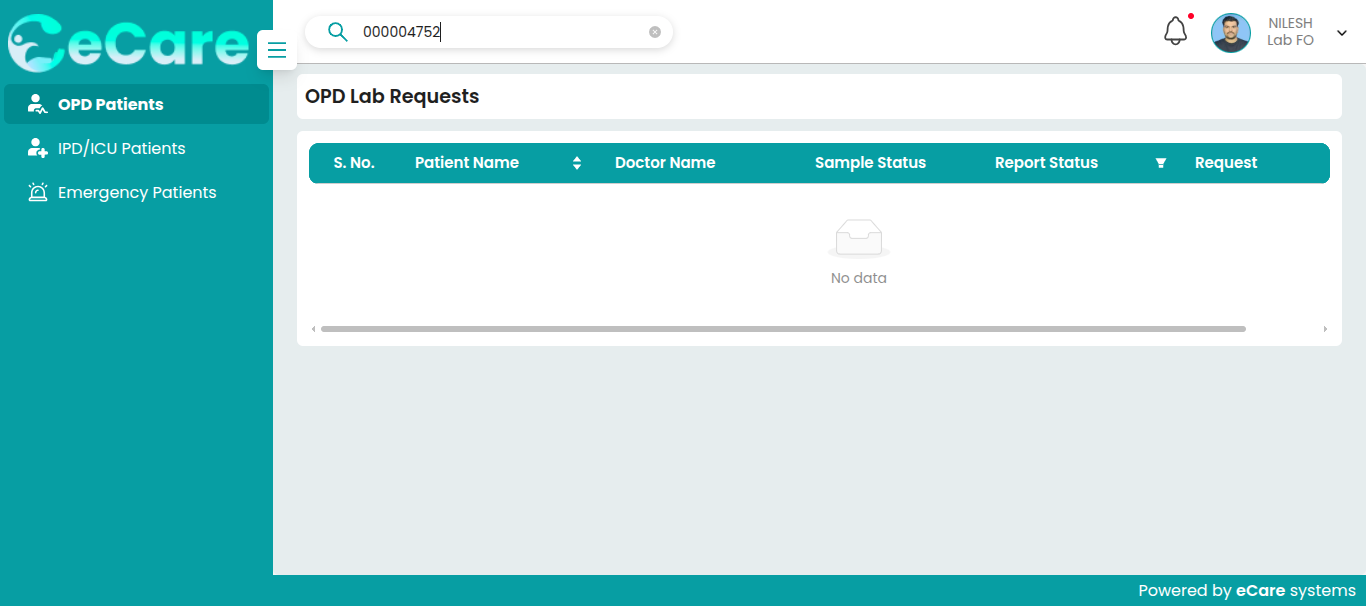 eCare
000004752
NILESH
Lab FO
OPD Patients
IPD/ICU Patients
Emergency Patients
OPD Lab Requests
S. No. Patient Name Doctor Name Sample Status Report Status Request
No data
Powered by eCare systems